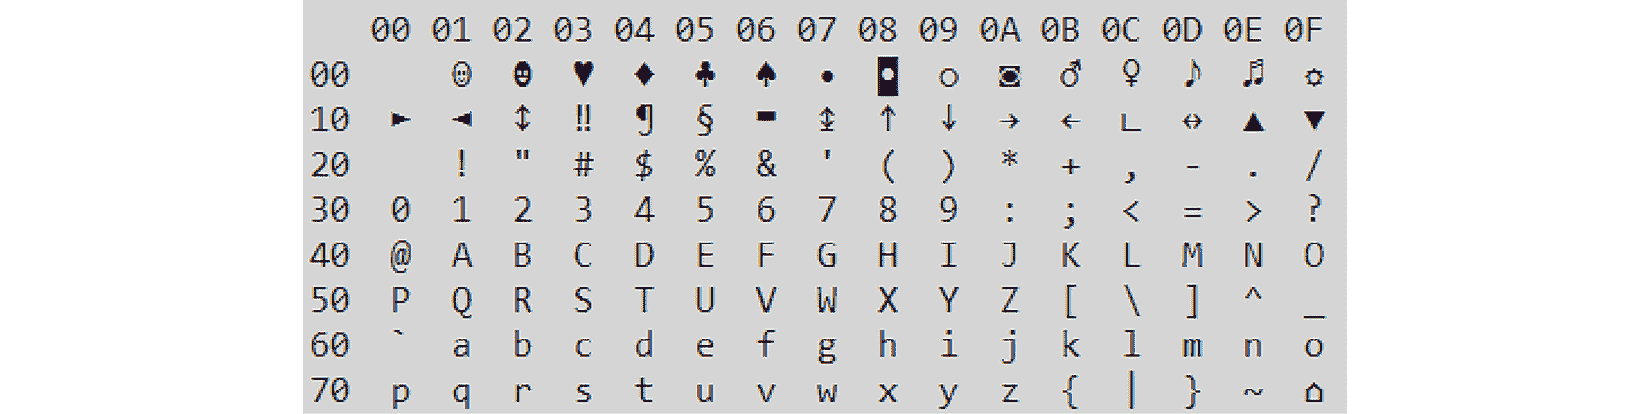 00 01 02 03 04 05 06 07 08 09 0A 0B 0C 0D 0E 0F
00 ☺ ☻ ♥ ♦ ♣ ♠ • ◘ ○ ◙ ♂ ♀ ♪ ♬ ☼
10 ► ◄ ↕ ‼ ¶ § ▬ ↨ ↑ ↓ → ← ∟ ↔ ▲ ▼
20 ! " # $ % & ' ( ) * + , - . /
30 0 1 2 3 4 5 6 7 8 9 : ; < = > ?
40 @ A B C D E F G H I J K L M N O
50 P Q R S T U V W X Y Z [ \ ] ^ _
60 ` a b c d e f g h i j k l m n o
70 p q r s t u v w x y z { | } ~ ⌂